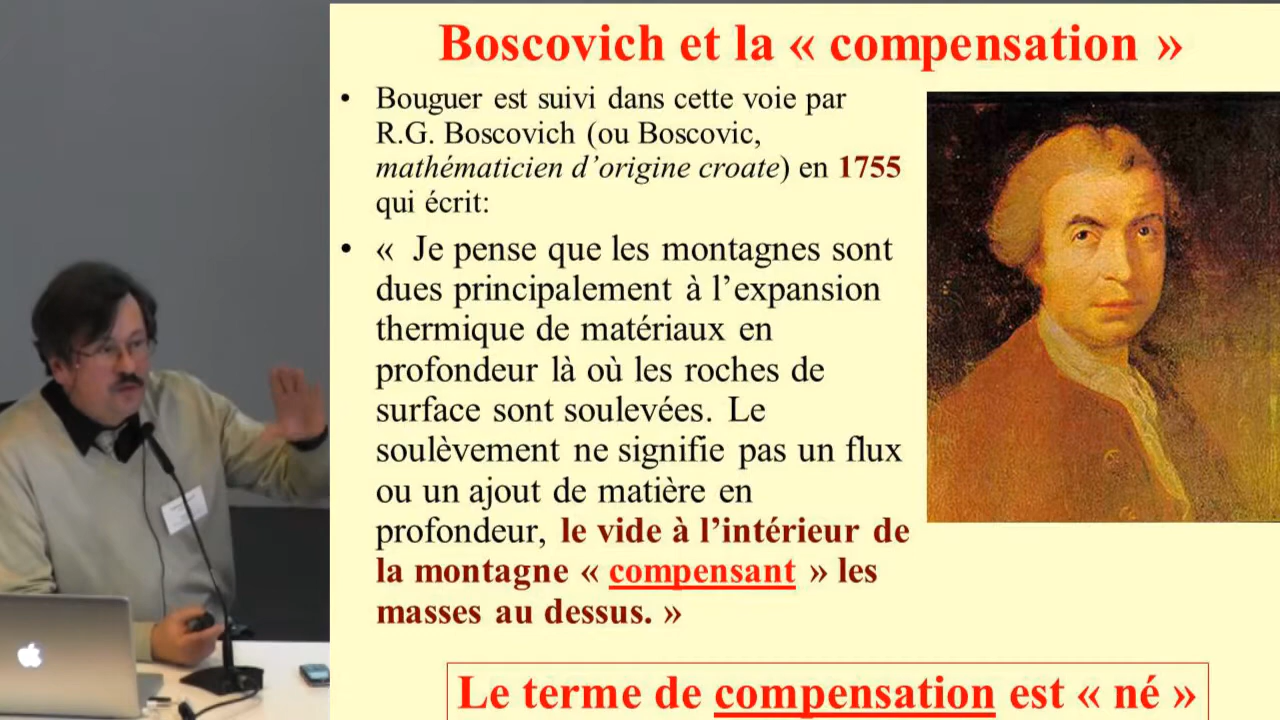 Boscovich et la « compensation »
• Bouguer est suivi dans cette voie par
R.G. Boscovich (ou Boscovic,
mathématicien d’origine croate) en 1755
qui écrit:
• « Je pense que les montagnes sont
dues principalement à l’expansion
thermique de matériaux en
profondeur là où les roches de
surface sont soulevées. Le
soulèvement ne signifie pas un flux
ou un ajout de matière en
profondeur, le vide à l’intérieur de
la montagne « compensant » les
masses au dessus. »
Le terme de compensation est « né »